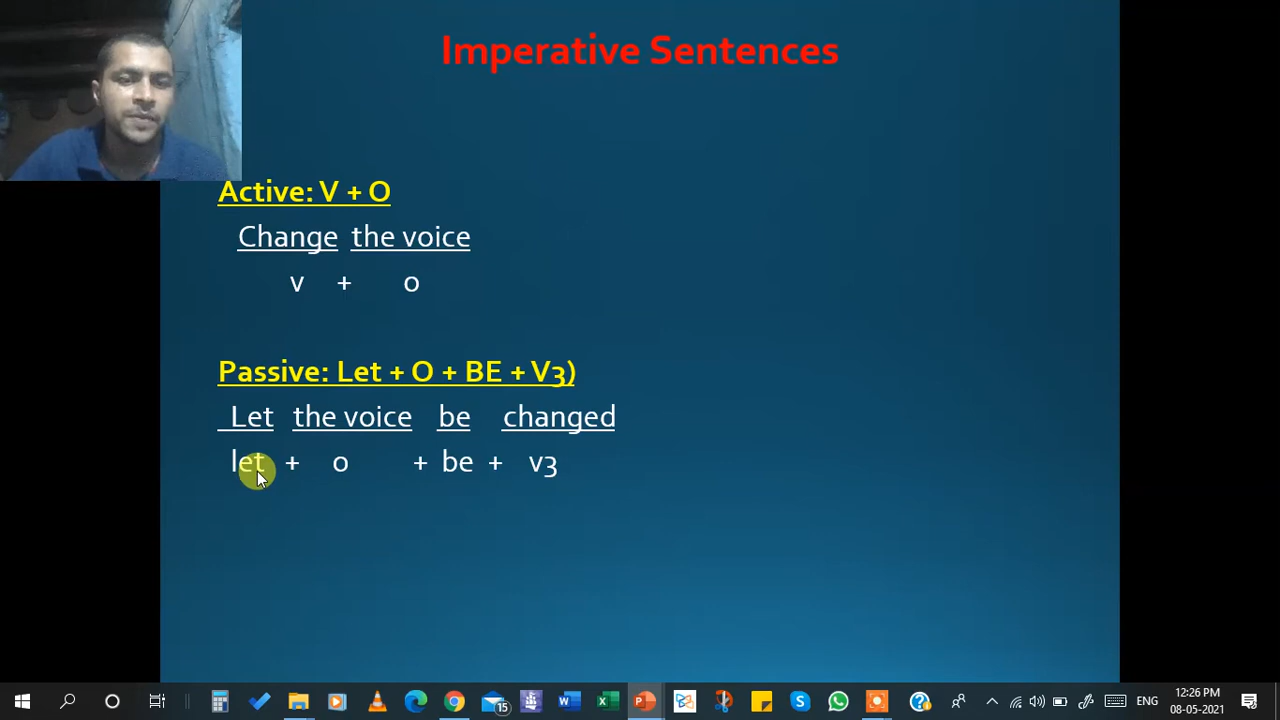 Imperative Sentences
Active: V + O
Change the voice
v + o
Passive: Let + O + BE + V3)
Let the voice be changed
let + o + be + v3
15
ENG
12:26 PM
08-05-2021